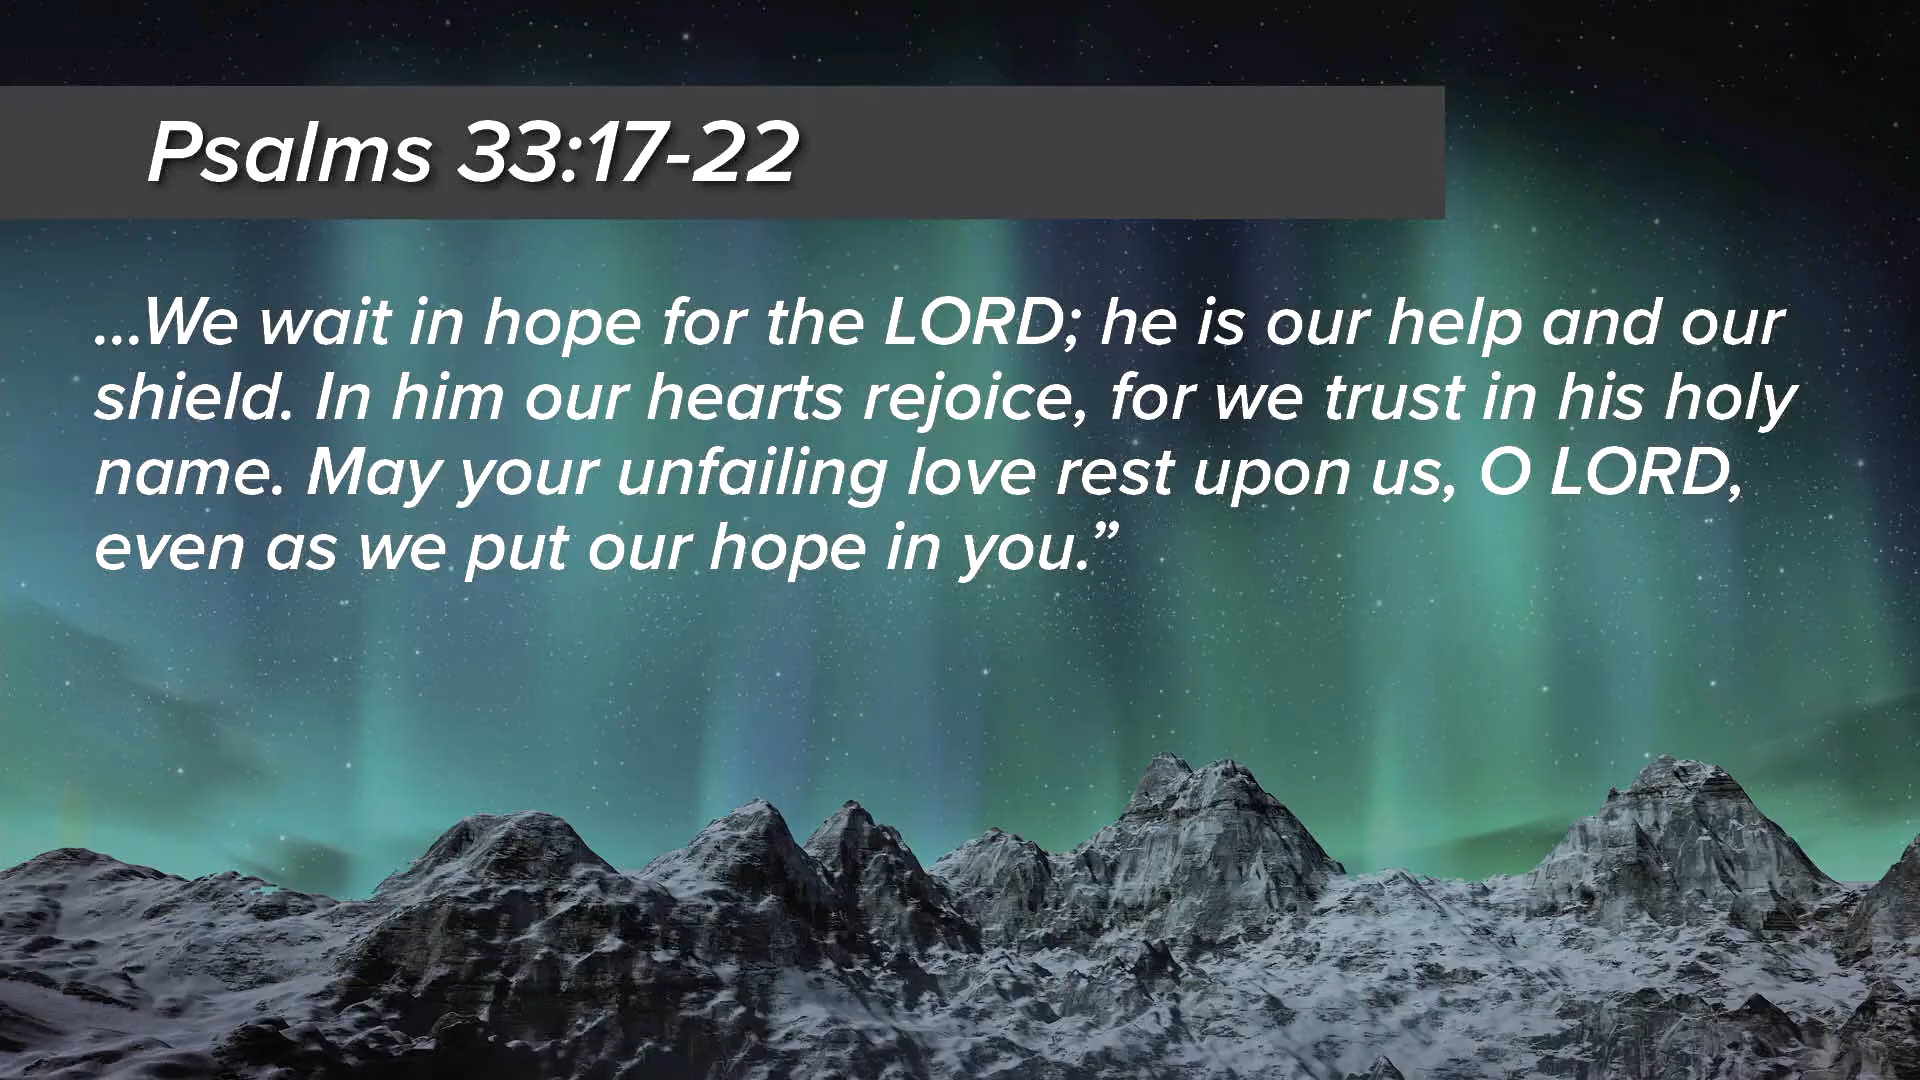 Psalms 33:17-22
...We wait in hope for the LORD; he is our help and our
shield. In him our hearts rejoice, for we trust in his holy
name. May your unfailing love rest upon us, O LORD,
even as we put our hope in you.”